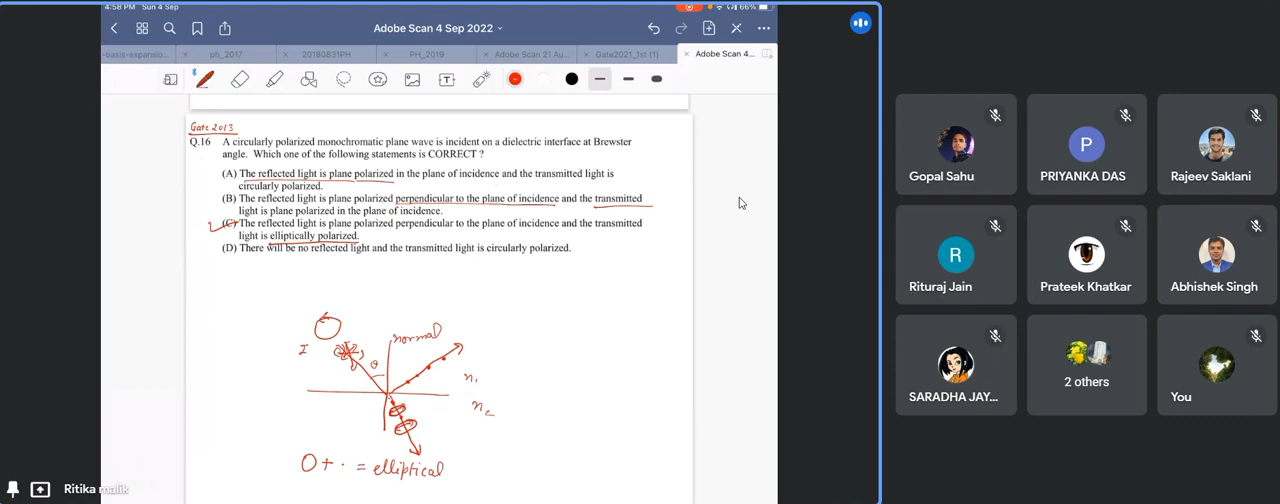 4:58 PM Sun 4 Sep
66%
Adobe Scan 4 Sep 2022
-basis-expansio...
ph_2017
20180831PH
PH_2019
Adobe Scan 21 Au...
Gate2021_1st (1)
Adobe Scan 4...
Gate 2013
Q.16 A circularly polarized monochromatic plane wave is incident on a dielectric interface at Brewster
angle. Which one of the following statements is CORRECT ?
(A) The reflected light is plane polarized in the plane of incidence and the transmitted light is
circularly polarized.
(B) The reflected light is plane polarized perpendicular to the plane of incidence and the transmitted
light is plane polarized in the plane of incidence.
(C) The reflected light is plane polarized perpendicular to the plane of incidence and the transmitted
light is elliptically polarized.
(D) There will be no reflected light and the transmitted light is circularly polarized.
normal
I
θ
n₁
n₂
O + · = elliptical
Gopal Sahu
P
PRIYANKA DAS
Rajeev Saklani
R
Rituraj Jain
Prateek Khatkar
Abhishek Singh
SARADHA JAY...
2 others
You
Ritika malik